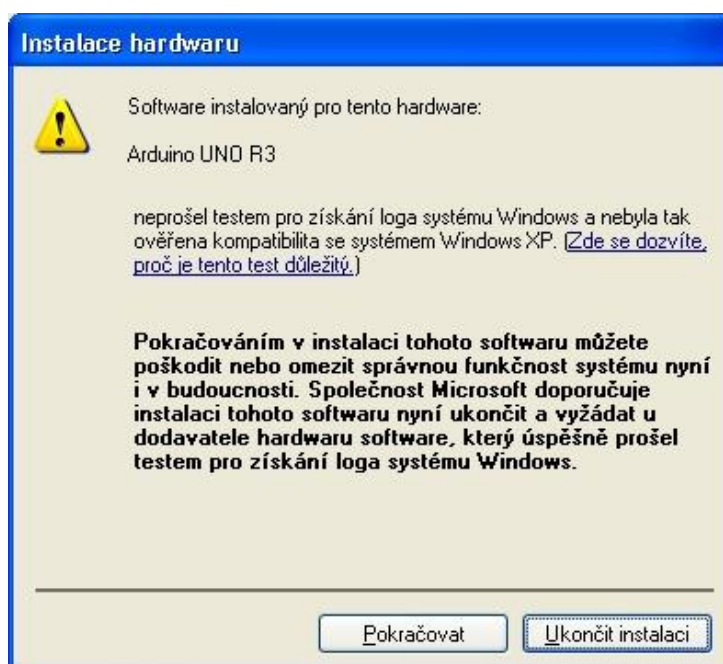 Instalace hardwaru
Software instalovaný pro tento hardware:
Arduino UNO R3
neprošel testem pro získání loga systému Windows a nebyla tak
ověřena kompatibilita se systémem Windows XP. (Zde se dozvíte,
proč je tento test důležitý.)
Pokračováním v instalaci tohoto softwaru můžete
poškodit nebo omezit správnou funkčnost systému nyní
i v budoucnosti. Společnost Microsoft doporučuje
instalaci tohoto softwaru nyní ukončit a vyžádat u
dodavatele hardwaru software, který úspěšně prošel
testem pro získání loga systému Windows.
Pokračovat
Ukončit instalaci